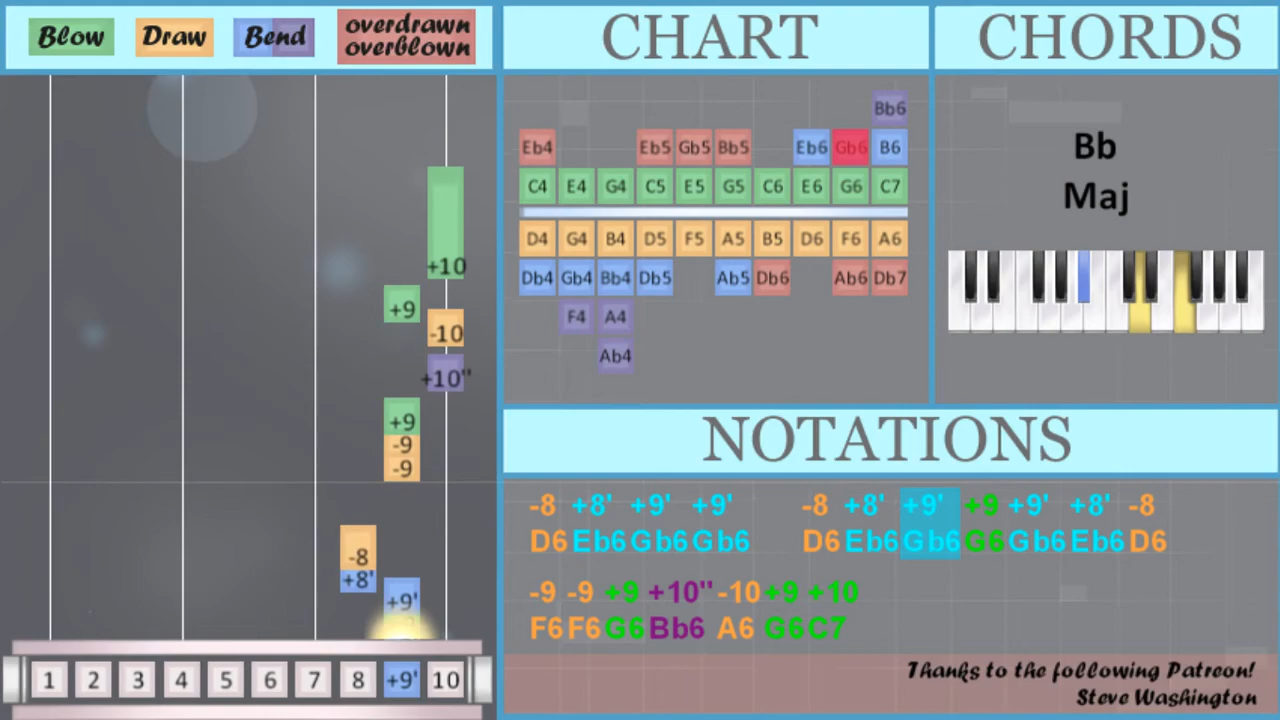 Blow Draw Bend overdrawn
overblown
CHART
CHORDS
Bb6
Eb4 Eb5 Gb5 Bb5 Eb6 Gb6 B6
C4 E4 G4 C5 E5 G5 C6 E6 G6 C7
D4 G4 B4 D5 F5 A5 B5 D6 F6 A6
Db4 Gb4 Bb4 Db5 Ab5 Db6 Ab6 Db7
F4 A4
Ab4
Bb
Maj
+10
+9
-10
+10"
+9
-9
-9
-8
+8'
+9'
1 2 3 4 5 6 7 8 +9' 10
NOTATIONS
-8 +8' +9' +9' -8 +8' +9' +9 +9' +8' -8
D6 Eb6 Gb6 Gb6 D6 Eb6 Gb6 G6 Gb6 Eb6 D6
-9 -9 +9 +10" -10 +9 +10
F6 F6 G6 Bb6 A6 G6 C7
Thanks to the following Patreon!
Steve Washington